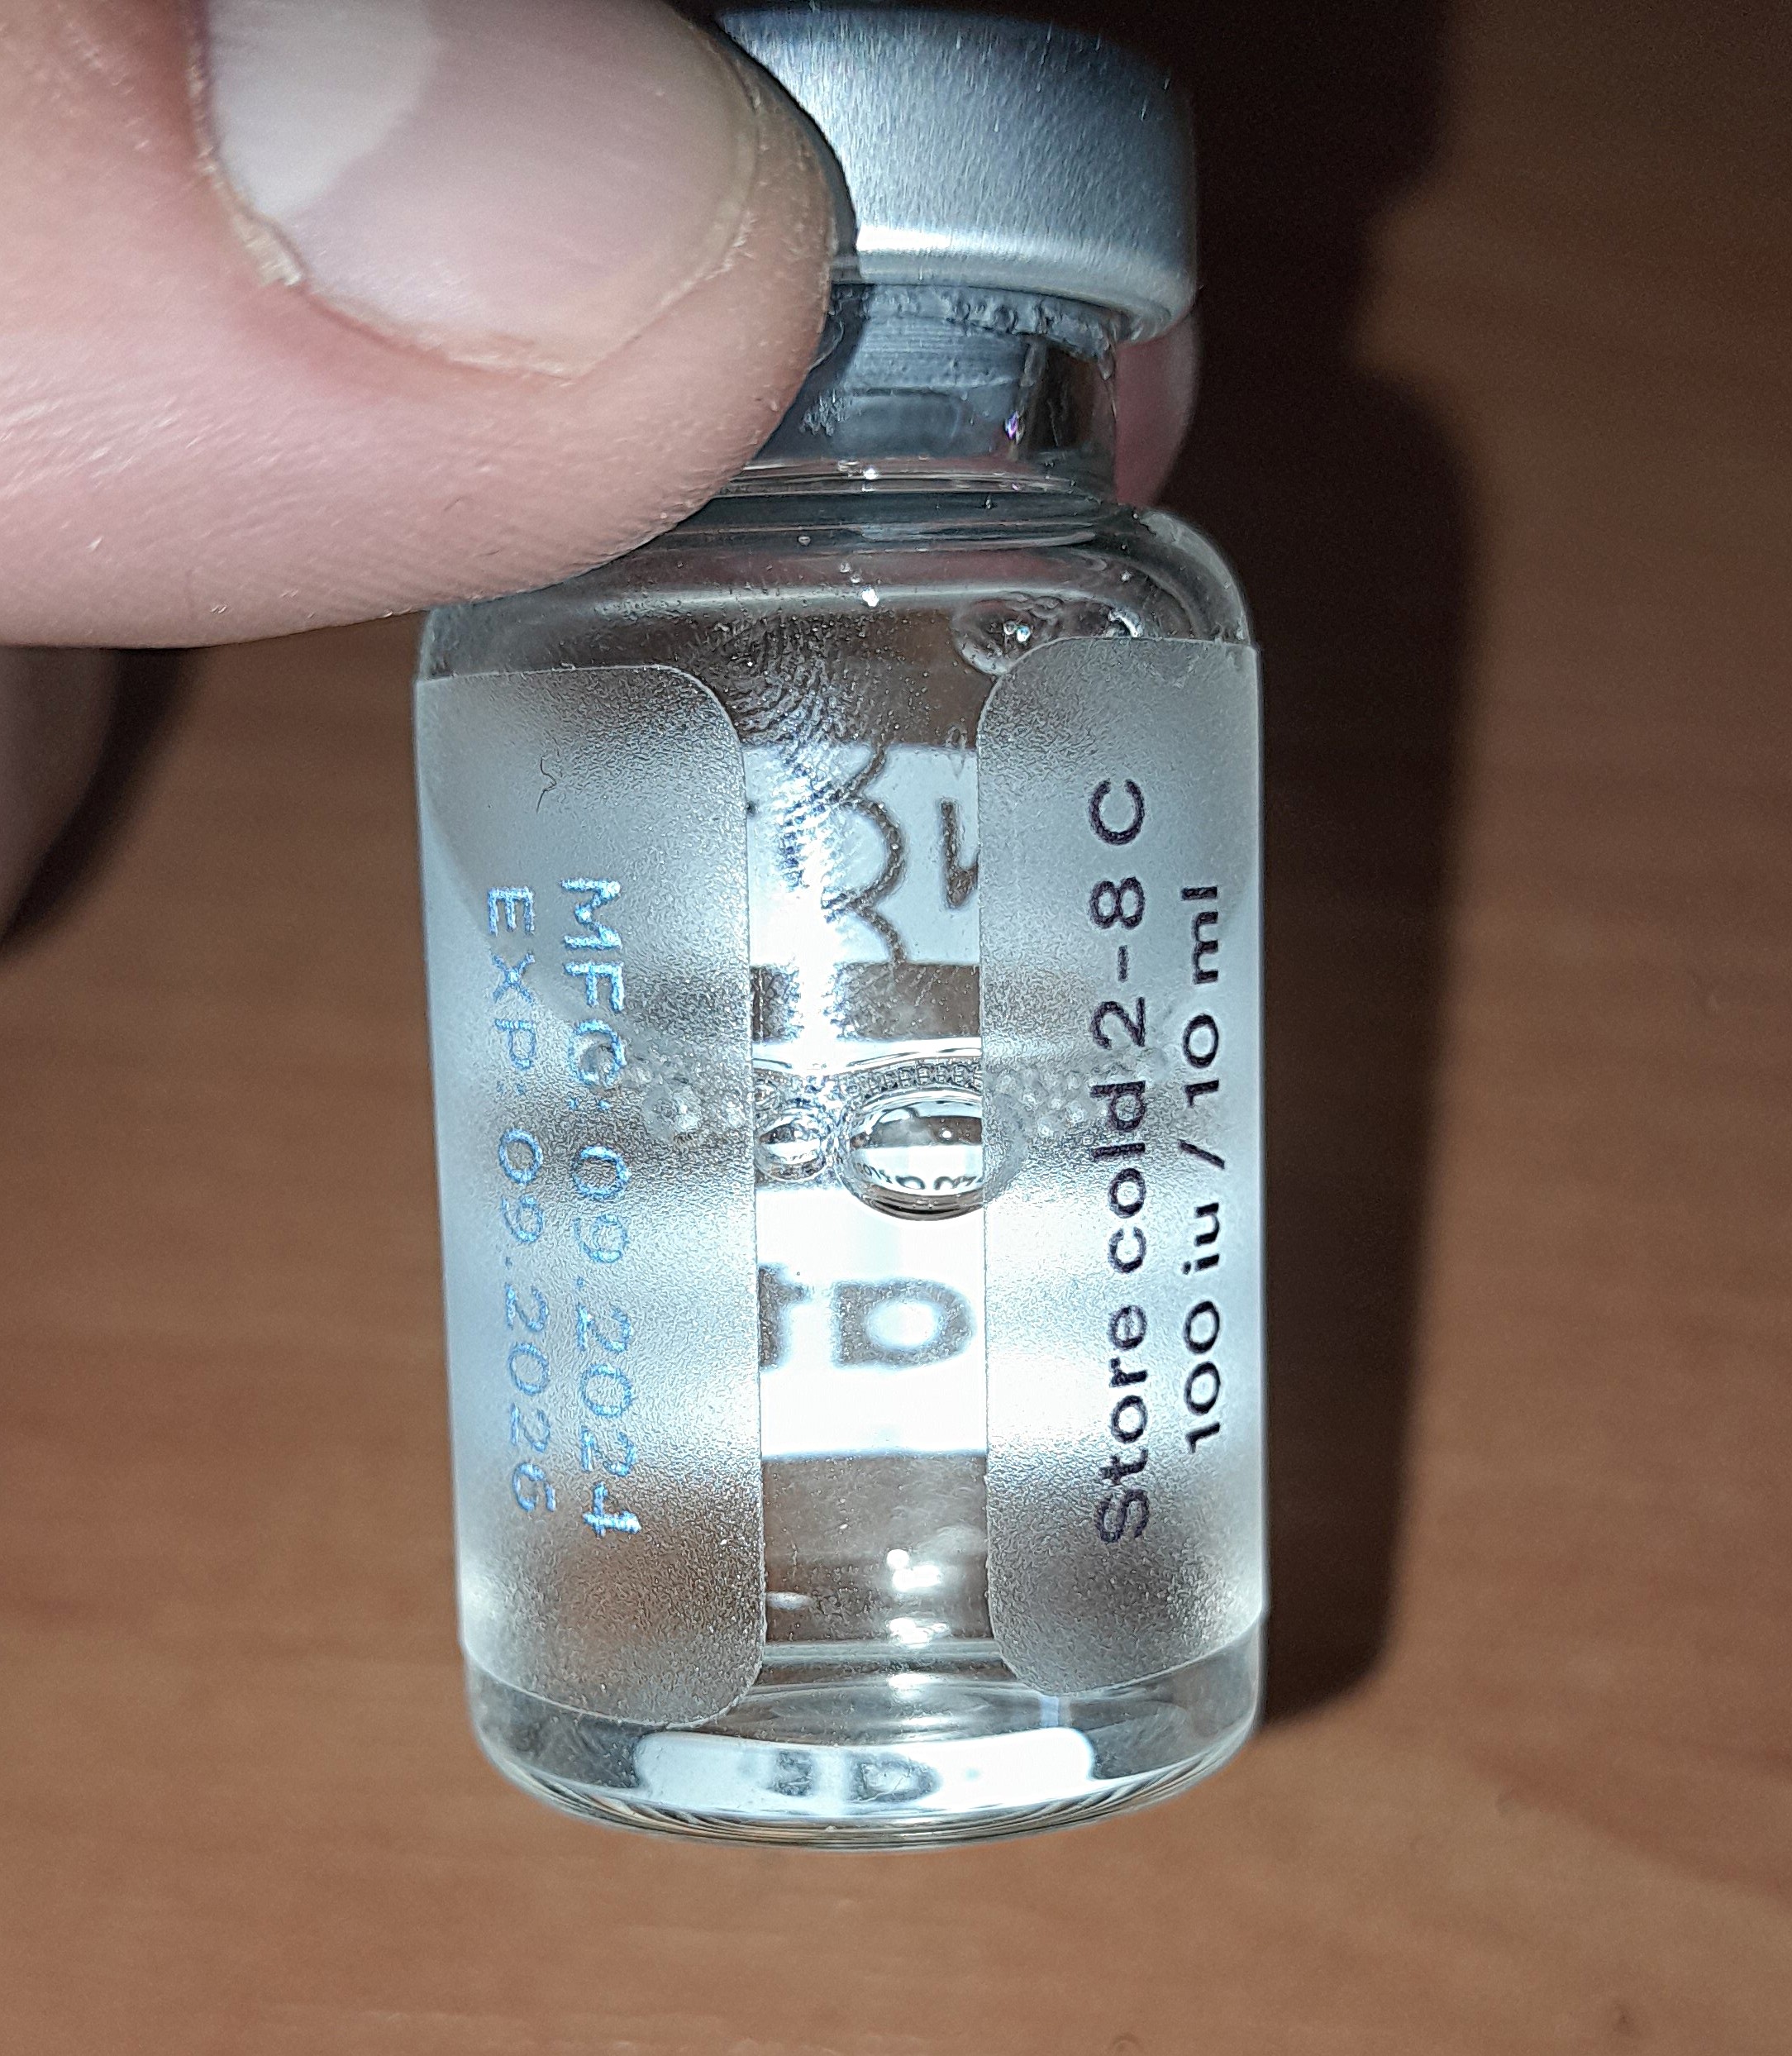 MFG: 09.2024
EXP: 09.2026
Store cold 2-8 C
100 iu / 10 ml